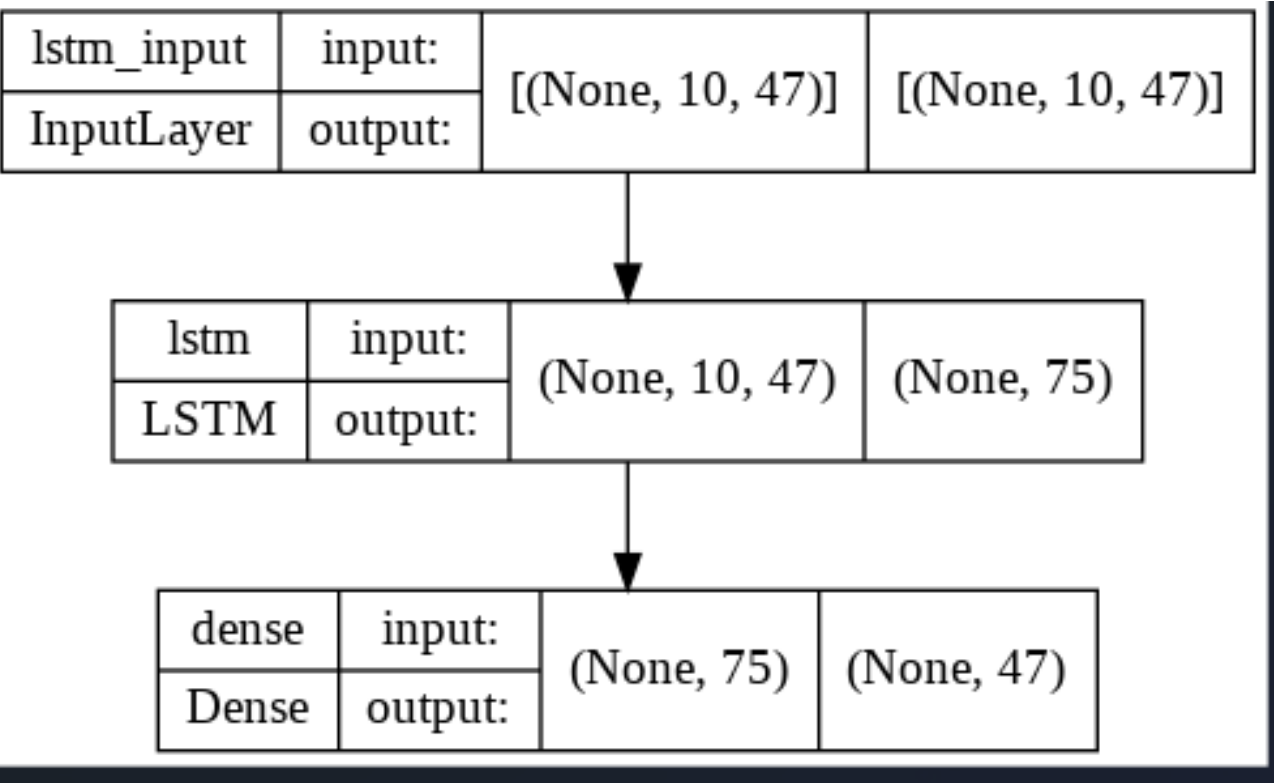 lstm_input
input:
[(None, 10, 47)]
[(None, 10, 47)]
InputLayer
output:
lstm
input:
(None, 10, 47)
(None, 75)
LSTM
output:
dense
input:
(None, 75)
(None, 47)
Dense
output: